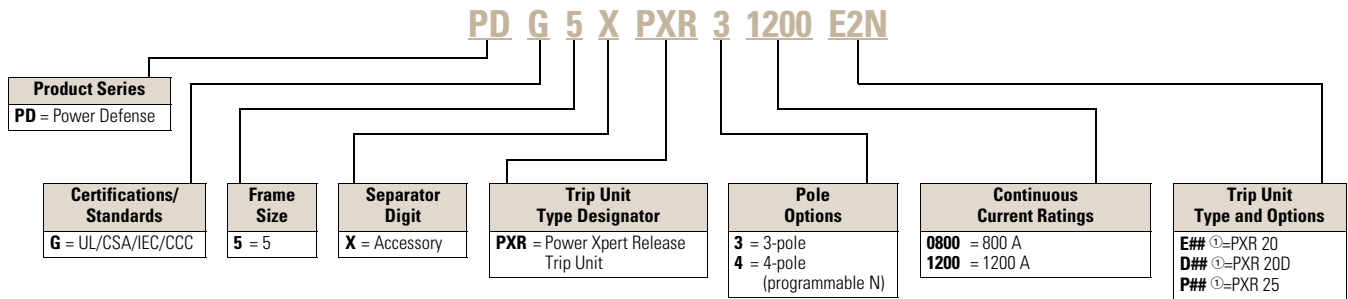 PD G 5 X PXR 3 1200 E2N
Product Series
PD = Power Defense
Certifications/
Standards
G = UL/CSA/IEC/CCC
Frame
Size
5 = 5
Separator
Digit
X = Accessory
Trip Unit
Type Designator
PXR = Power Xpert Release
Trip Unit
Pole
Options
3 = 3-pole
4 = 4-pole
(programmable N)
Continuous
Current Ratings
0800 = 800 A
1200 = 1200 A
Trip Unit
Type and Options
E## ①=PXR 20
D## ①=PXR 20D
P## ①=PXR 25